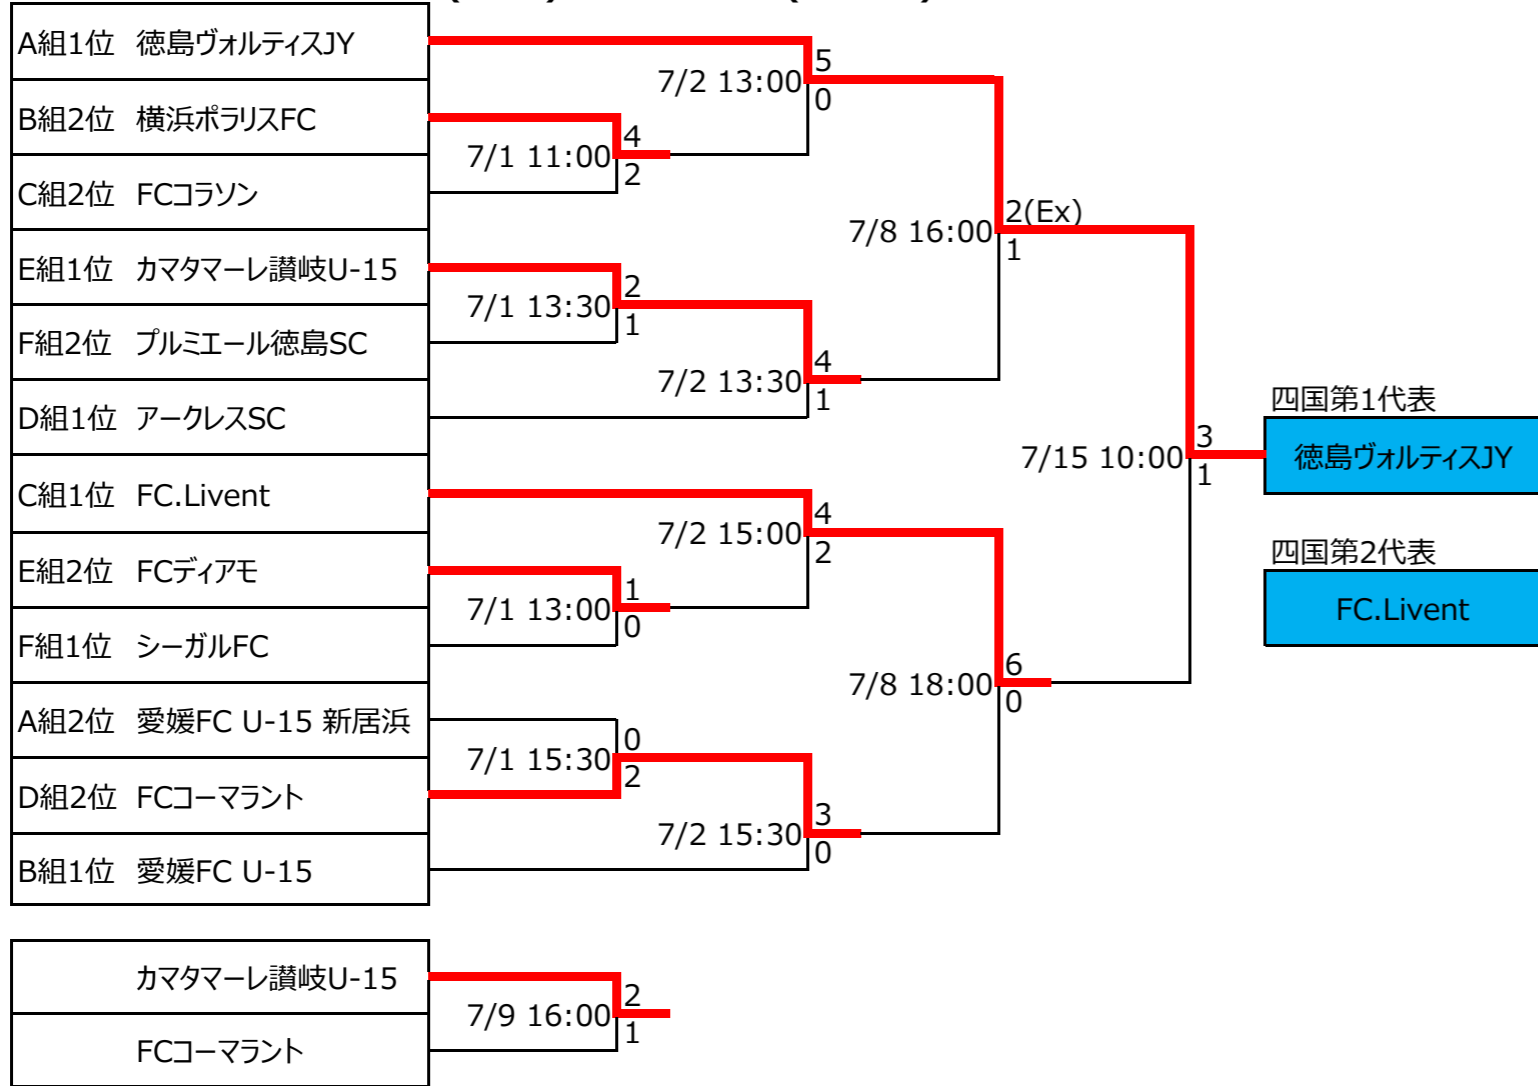 A組1位 徳島ヴォルティスJY
B組2位 横浜ポラリスFC
C組2位 FCコラソン
E組1位 カマタマーレ讃岐U-15
F組2位 プルミエール徳島SC
D組1位 アークレスSC
C組1位 FC.Livent
E組2位 FCディアモ
F組1位 シーガルFC
A組2位 愛媛FC U-15 新居浜
D組2位 FCコーマラント
B組1位 愛媛FC U-15
7/1 11:00
4
2
7/1 13:30
2
1
7/1 13:00
1
0
7/1 15:30
0
2
7/2 13:00
5
0
7/2 13:30
4
1
7/2 15:00
4
2
7/2 15:30
3
0
7/8 16:00
2(Ex)
1
7/8 18:00
6
0
7/15 10:00
3
1
四国第1代表
徳島ヴォルティスJY
四国第2代表
FC.Livent
カマタマーレ讃岐U-15
FCコーマラント
7/9 16:00
2
1